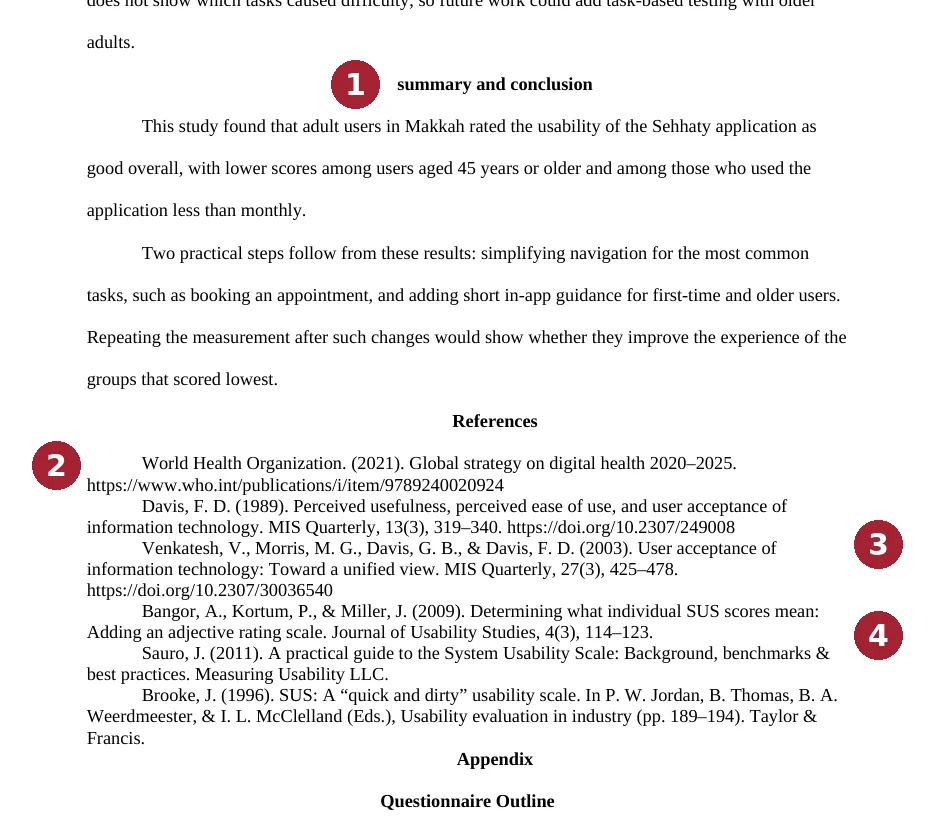 does not show which tasks caused difficulty, so future work could add task-based testing with older
adults.
1 summary and conclusion
This study found that adult users in Makkah rated the usability of the Sehhaty application as
good overall, with lower scores among users aged 45 years or older and among those who used the
application less than monthly.
Two practical steps follow from these results: simplifying navigation for the most common
tasks, such as booking an appointment, and adding short in-app guidance for first-time and older users.
Repeating the measurement after such changes would show whether they improve the experience of the
groups that scored lowest.
References
2 World Health Organization. (2021). Global strategy on digital health 2020–2025.
https://www.who.int/publications/i/item/9789240020924
Davis, F. D. (1989). Perceived usefulness, perceived ease of use, and user acceptance of
information technology. MIS Quarterly, 13(3), 319–340. https://doi.org/10.2307/249008
Venkatesh, V., Morris, M. G., Davis, G. B., & Davis, F. D. (2003). User acceptance of 3
information technology: Toward a unified view. MIS Quarterly, 27(3), 425–478.
https://doi.org/10.2307/30036540
Bangor, A., Kortum, P., & Miller, J. (2009). Determining what individual SUS scores mean:
Adding an adjective rating scale. Journal of Usability Studies, 4(3), 114–123. 4
Sauro, J. (2011). A practical guide to the System Usability Scale: Background, benchmarks &
best practices. Measuring Usability LLC.
Brooke, J. (1996). SUS: A “quick and dirty” usability scale. In P. W. Jordan, B. Thomas, B. A.
Weerdmeester, & I. L. McClelland (Eds.), Usability evaluation in industry (pp. 189–194). Taylor &
Francis.
Appendix
Questionnaire Outline